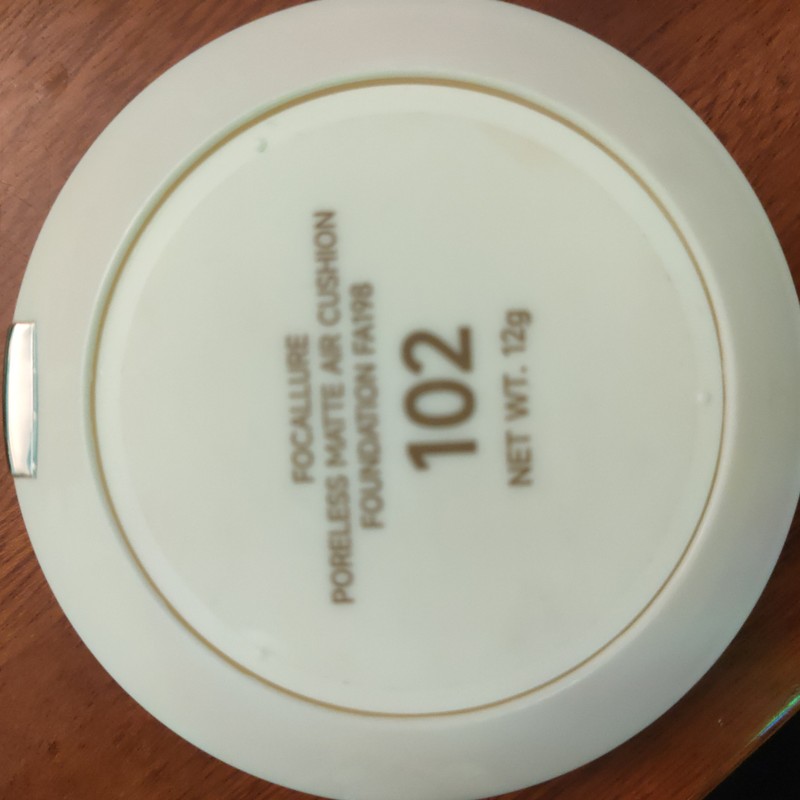 FOCALLURE
PORELESS MATTE AIR CUSHION
FOUNDATION FA198
102
NET WT. 12g